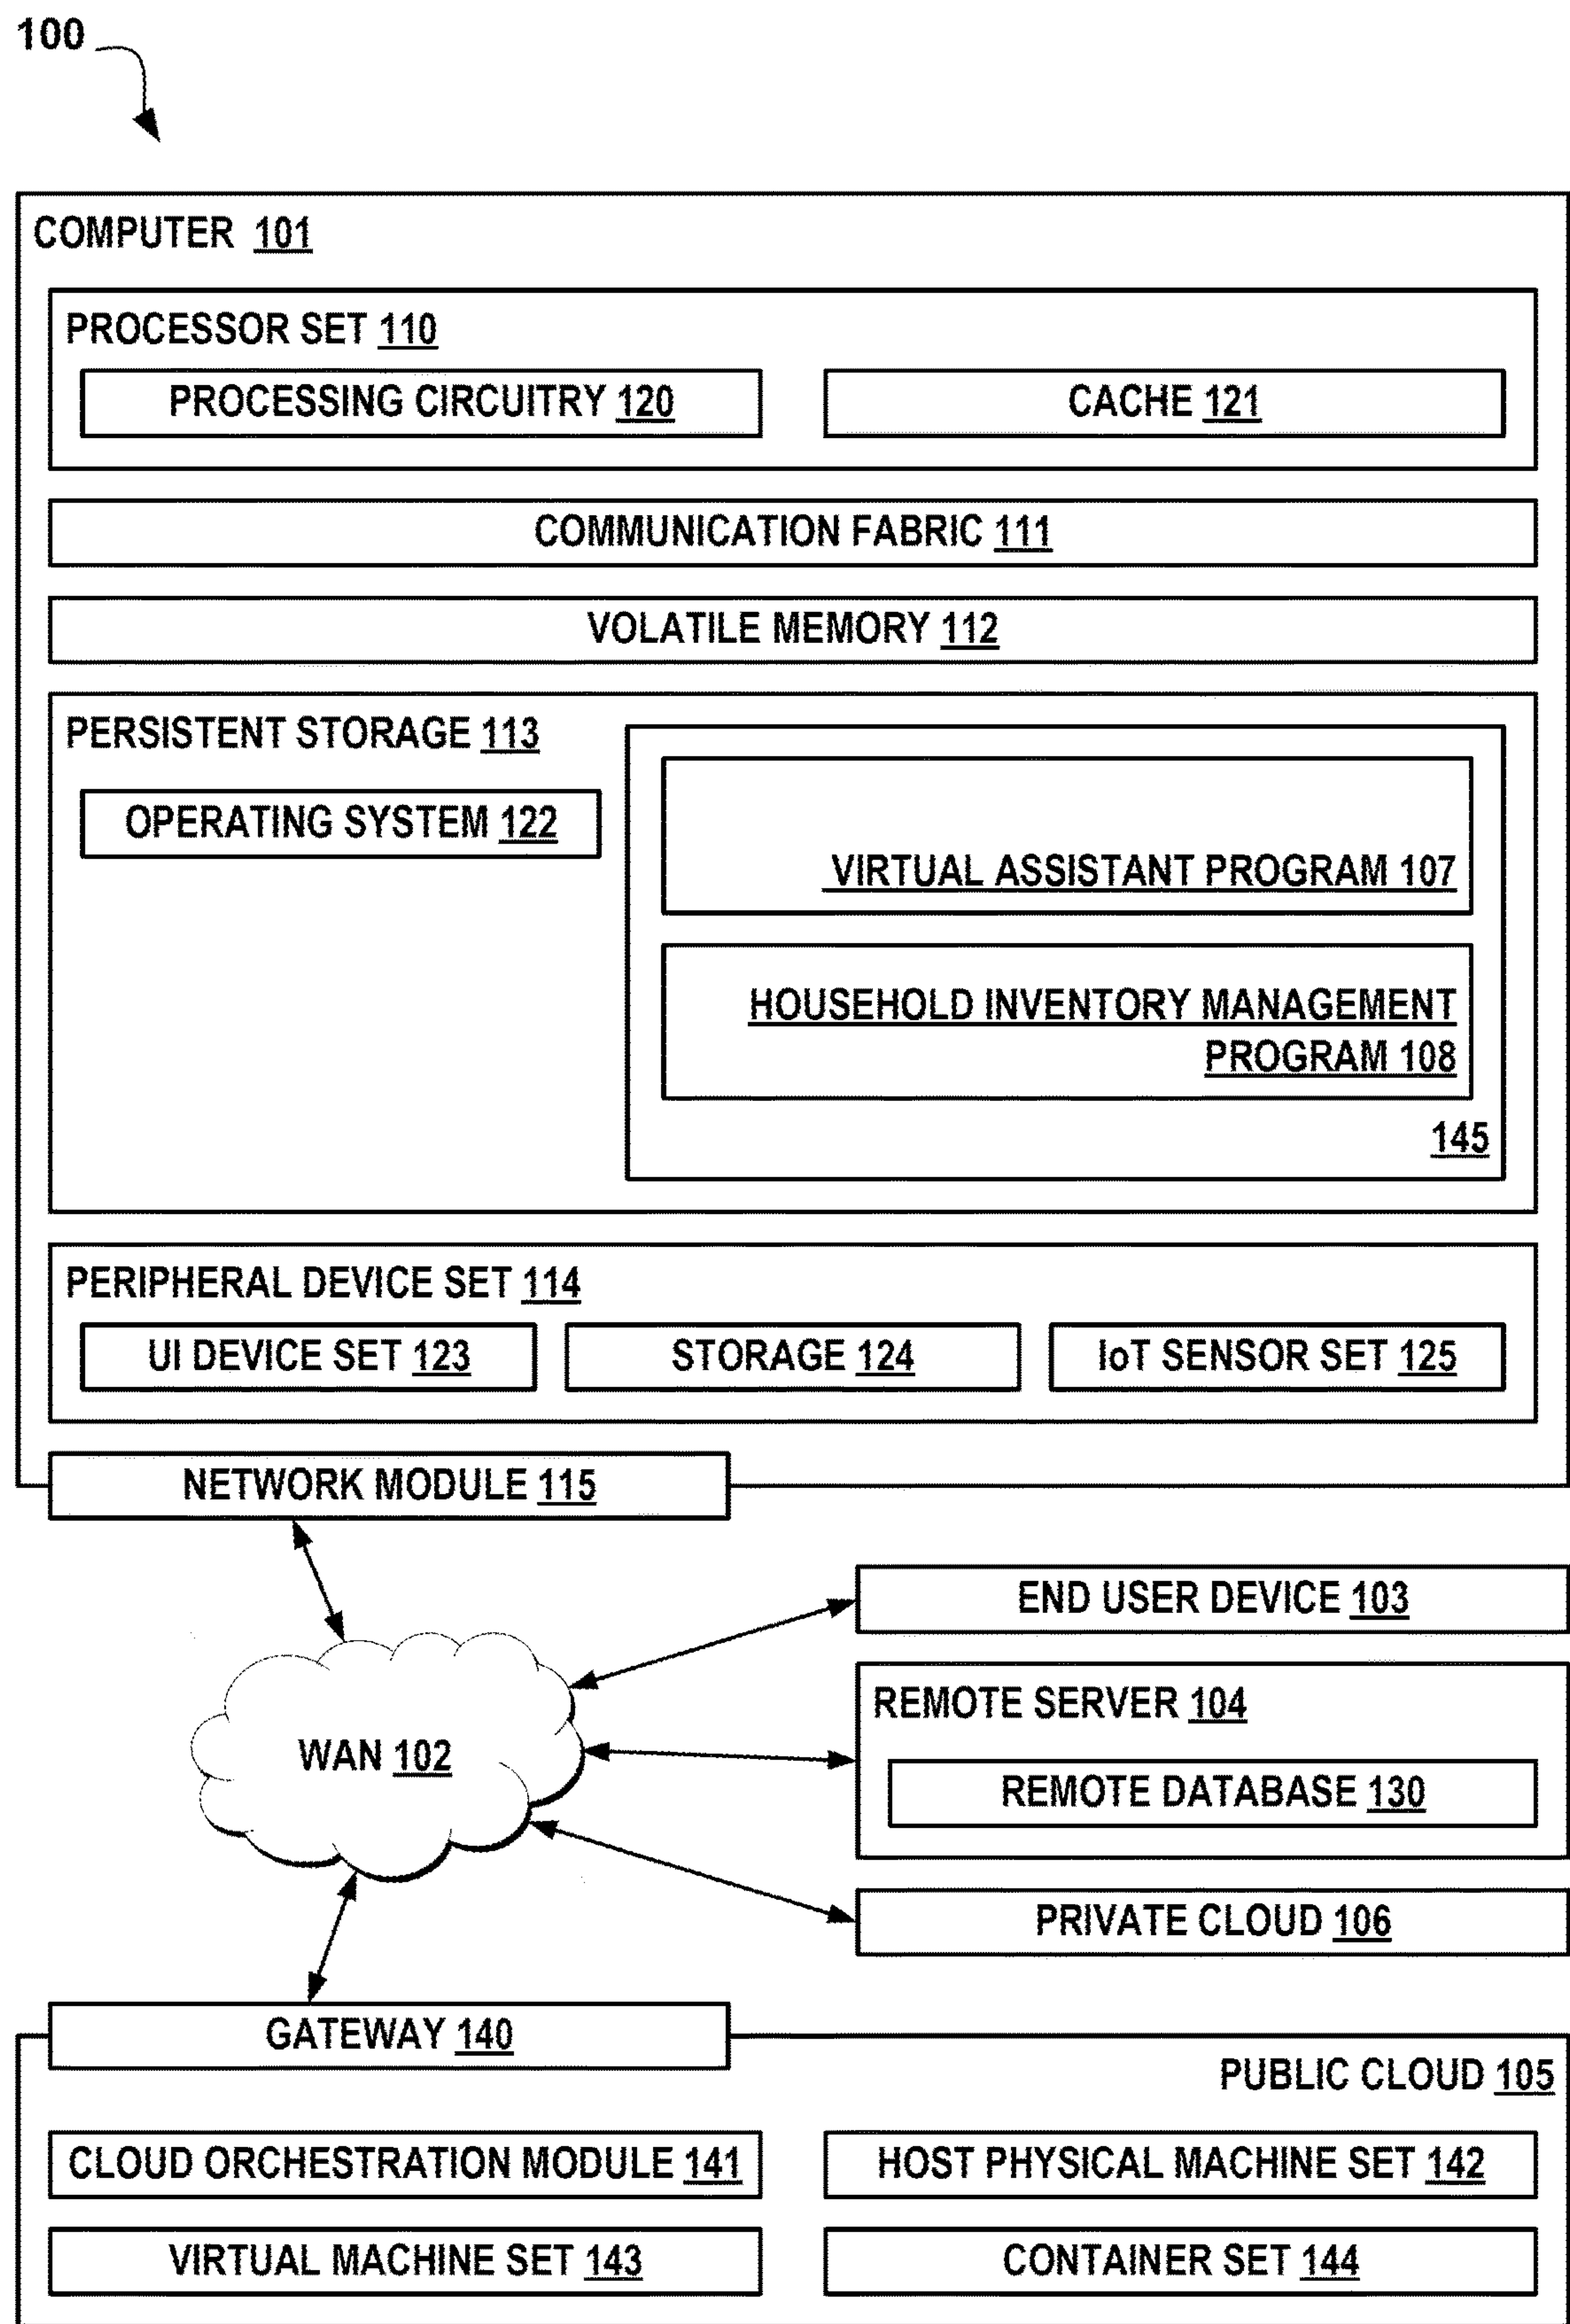 100
COMPUTER 101
PROCESSOR SET 110
PROCESSING CIRCUITRY 120
CACHE 121
COMMUNICATION FABRIC 111
VOLATILE MEMORY 112
PERSISTENT STORAGE 113
OPERATING SYSTEM 122
VIRTUAL ASSISTANT PROGRAM 107
HOUSEHOLD INVENTORY MANAGEMENT
PROGRAM 108
145
PERIPHERAL DEVICE SET 114
UI DEVICE SET 123
STORAGE 124
IoT SENSOR SET 125
NETWORK MODULE 115
END USER DEVICE 103
REMOTE SERVER 104
WAN 102
REMOTE DATABASE 130
PRIVATE CLOUD 106
GATEWAY 140
PUBLIC CLOUD 105
CLOUD ORCHESTRATION MODULE 141
HOST PHYSICAL MACHINE SET 142
VIRTUAL MACHINE SET 143
CONTAINER SET 144